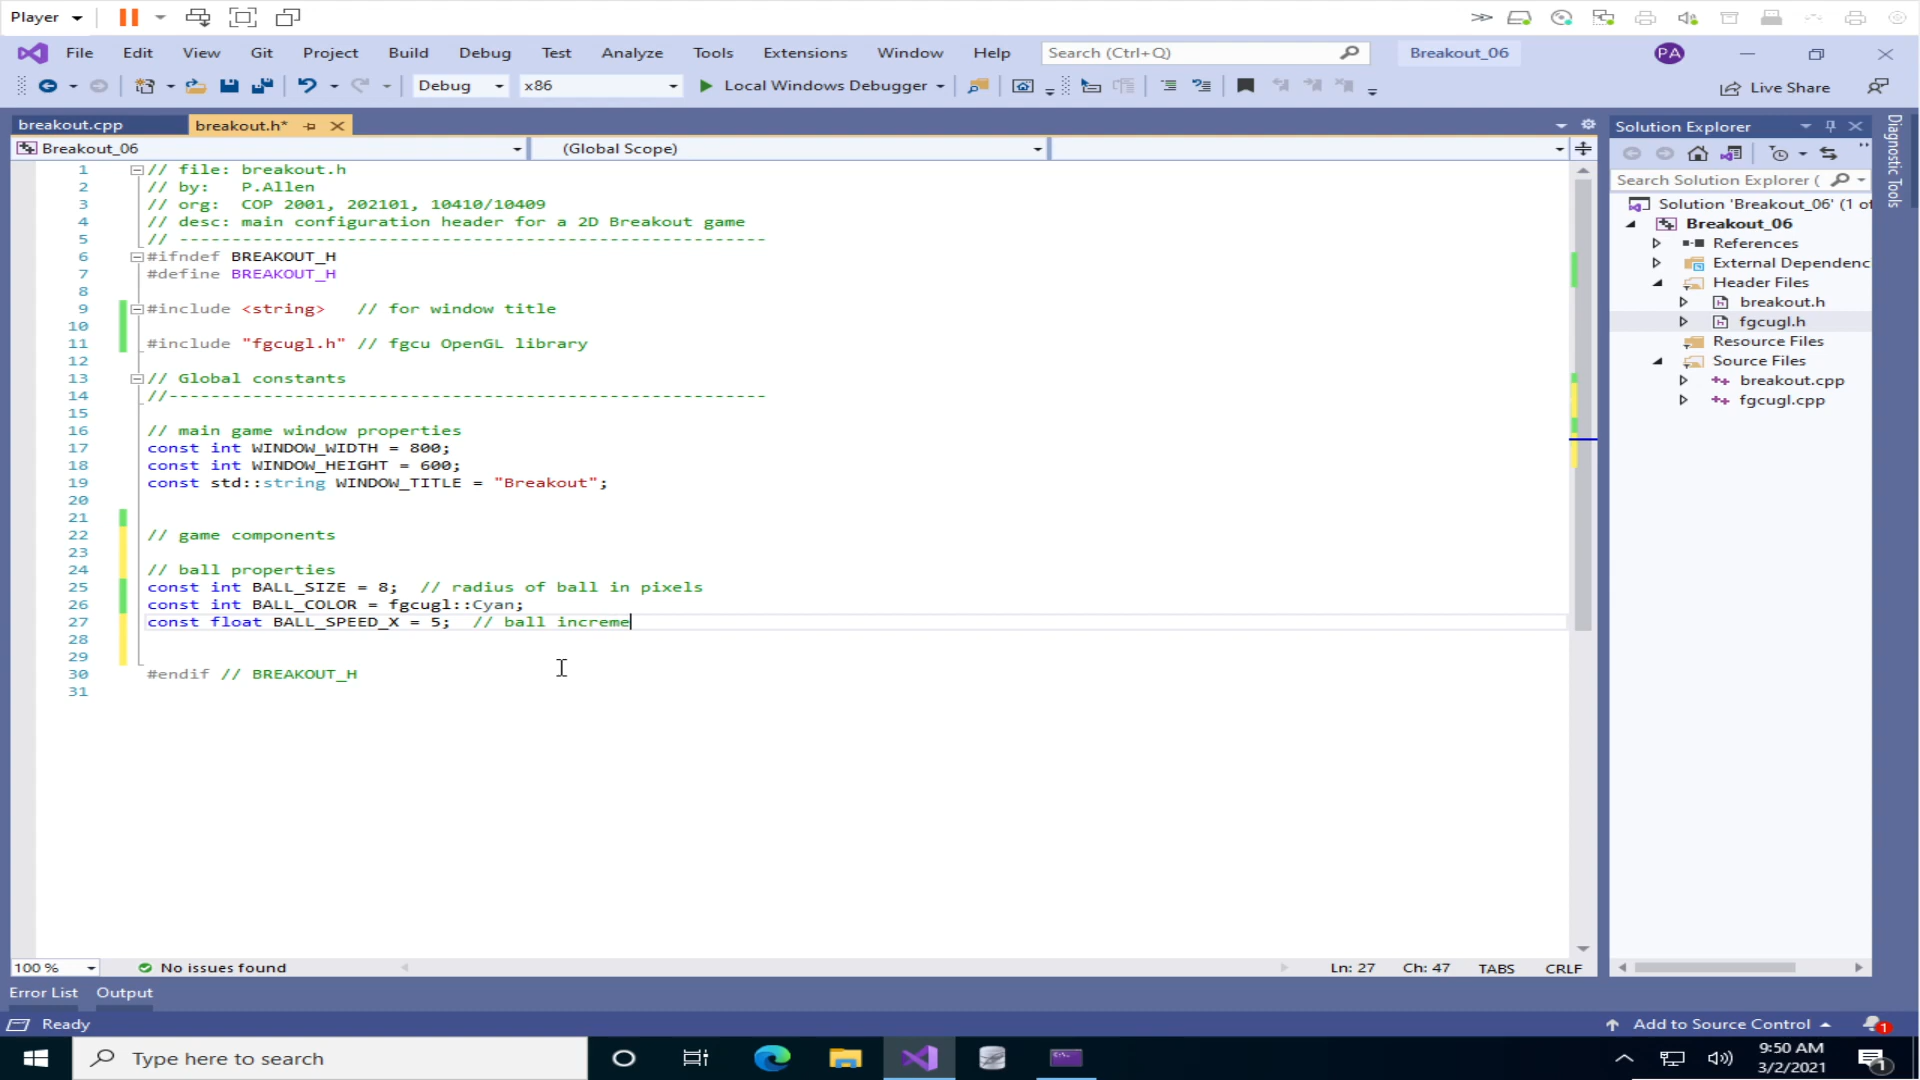 Player
File Edit View Git Project Build Debug Test Analyze Tools Extensions Window Help Search (Ctrl+Q) Breakout_06 PA
Debug x86 Local Windows Debugger Live Share
breakout.cpp breakout.h*
Breakout_06 (Global Scope)
1 // file: breakout.h
2 // by:   P.Allen
3 // org:  COP 2001, 202101, 10410/10409
4 // desc: main configuration header for a 2D Breakout game
5 // --------------------------------------------------------
6 #ifndef BREAKOUT_H
7 #define BREAKOUT_H
8
9 #include <string>   // for window title
10
11 #include "fgcugl.h" // fgcu OpenGL library
12
13 // Global constants
14 //---------------------------------------------------------
15
16 // main game window properties
17 const int WINDOW_WIDTH = 800;
18 const int WINDOW_HEIGHT = 600;
19 const std::string WINDOW_TITLE = "Breakout";
20
21
22 // game components
23
24 // ball properties
25 const int BALL_SIZE = 8;  // radius of ball in pixels
26 const int BALL_COLOR = fgcugl::Cyan;
27 const float BALL_SPEED_X = 5;  // ball increme
28
29
30 #endif // BREAKOUT_H
31
100 % No issues found Ln: 27 Ch: 47 TABS CRLF
Solution Explorer
Search Solution Explorer (
Solution 'Breakout_06' (1 of
Breakout_06
References
External Dependenc
Header Files
breakout.h
fgcugl.h
Resource Files
Source Files
breakout.cpp
fgcugl.cpp
Diagnostic Tools
Error List Output
Ready Add to Source Control 1
Type here to search
9:50 AM
3/2/2021
1